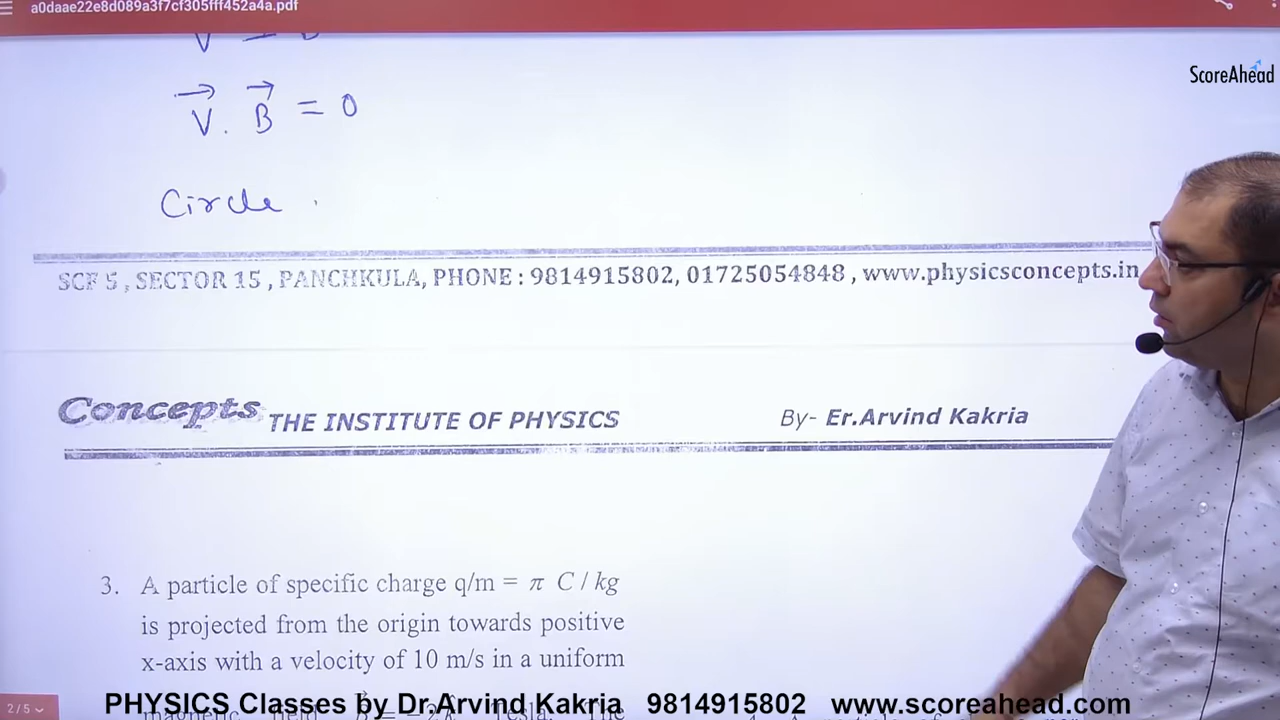 a0daae22e8d089a3f7cf305fff452a4a.pdf
ScoreAhead
V . B = 0
Circle .
SCF 5 , SECTOR 15 , PANCHKULA, PHONE : 9814915802, 01725054848 , www.physicsconcepts.in
Concepts THE INSTITUTE OF PHYSICS By- Er.Arvind Kakria
3. A particle of specific charge q/m = π C / kg
is projected from the origin towards positive
x-axis with a velocity of 10 m/s in a uniform
2 / 5
PHYSICS Classes by Dr.Arvind Kakria 9814915802 www.scoreahead.com